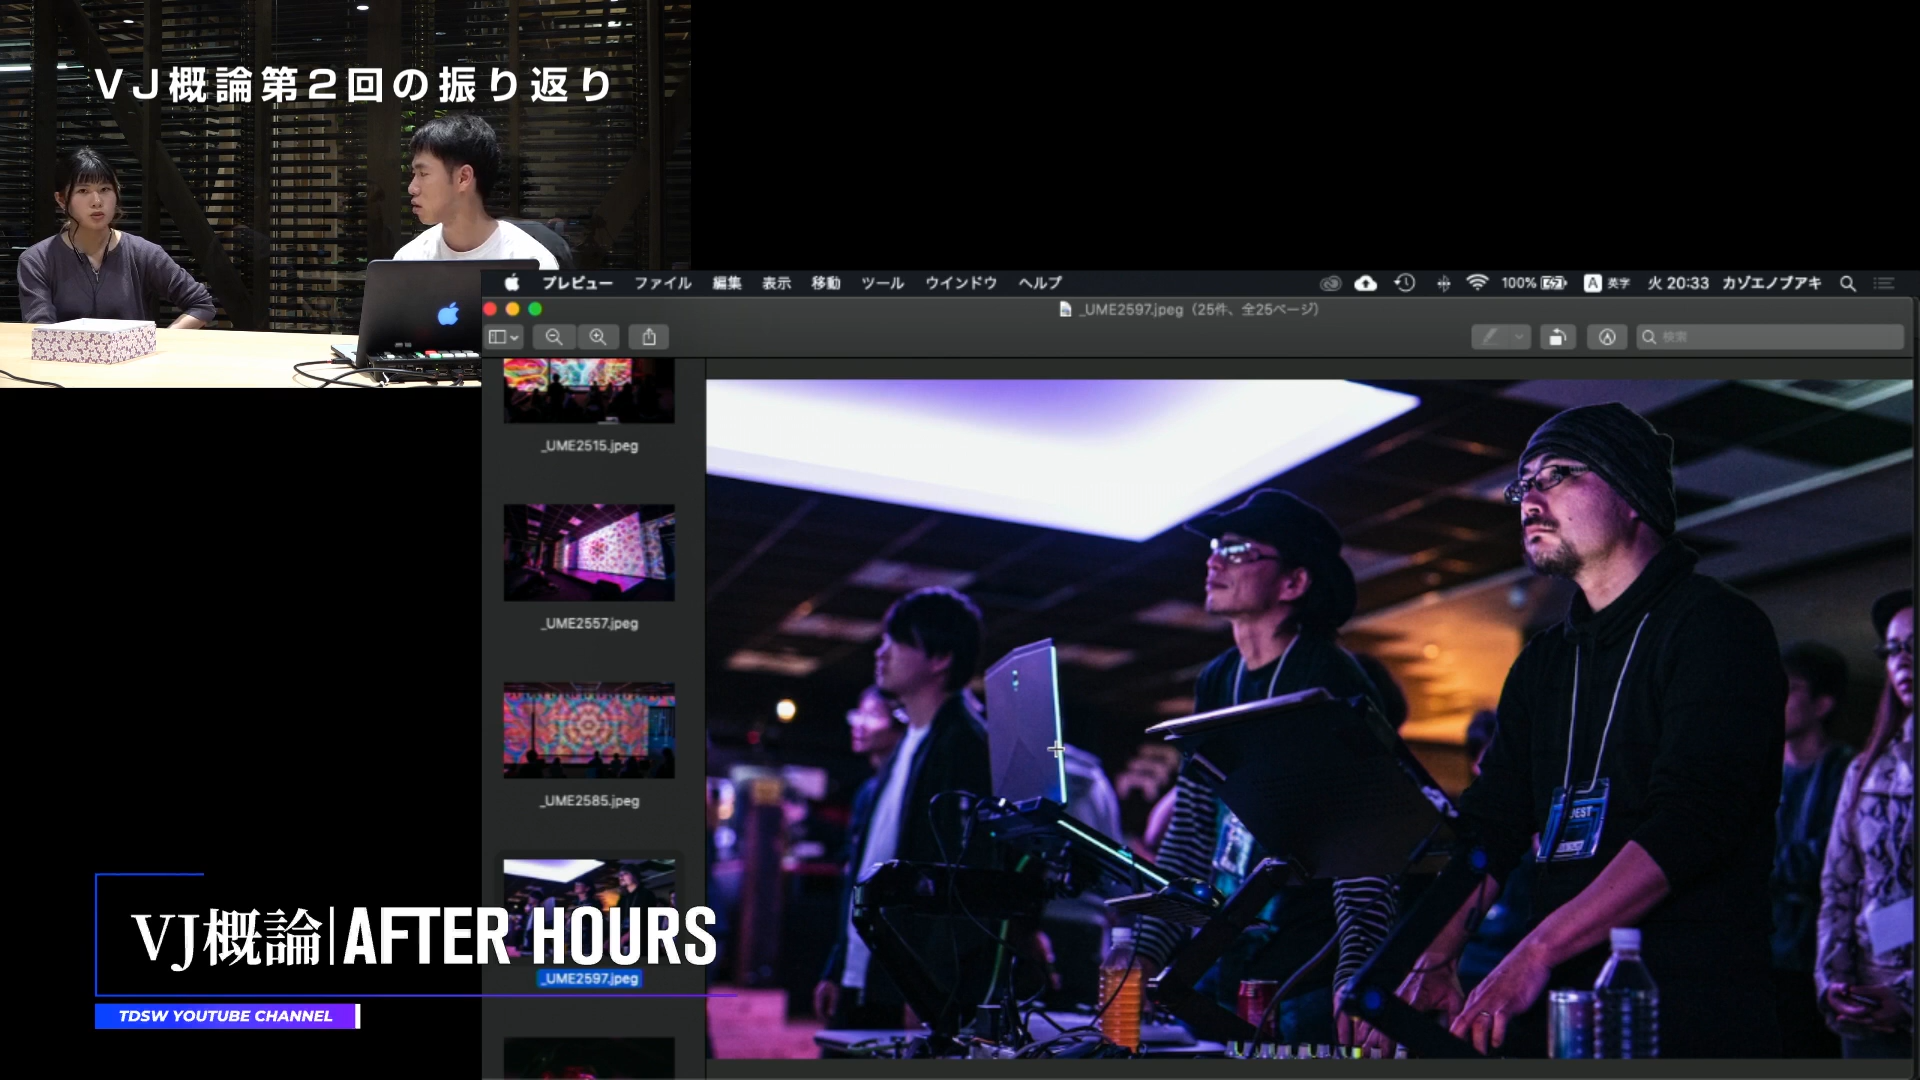 VJ概論第2回の振り返り
プレビュー ファイル 編集 表示 移動 ツール ウインドウ ヘルプ 100% A 英字 火 20:33 カゾエノブアキ
_UME2597.jpeg（25件、全25ページ）
検索
_UME2515.jpeg
_UME2557.jpeg
_UME2585.jpeg
_UME2597.jpeg
VJ概論|AFTER HOURS
TDSW YOUTUBE CHANNEL